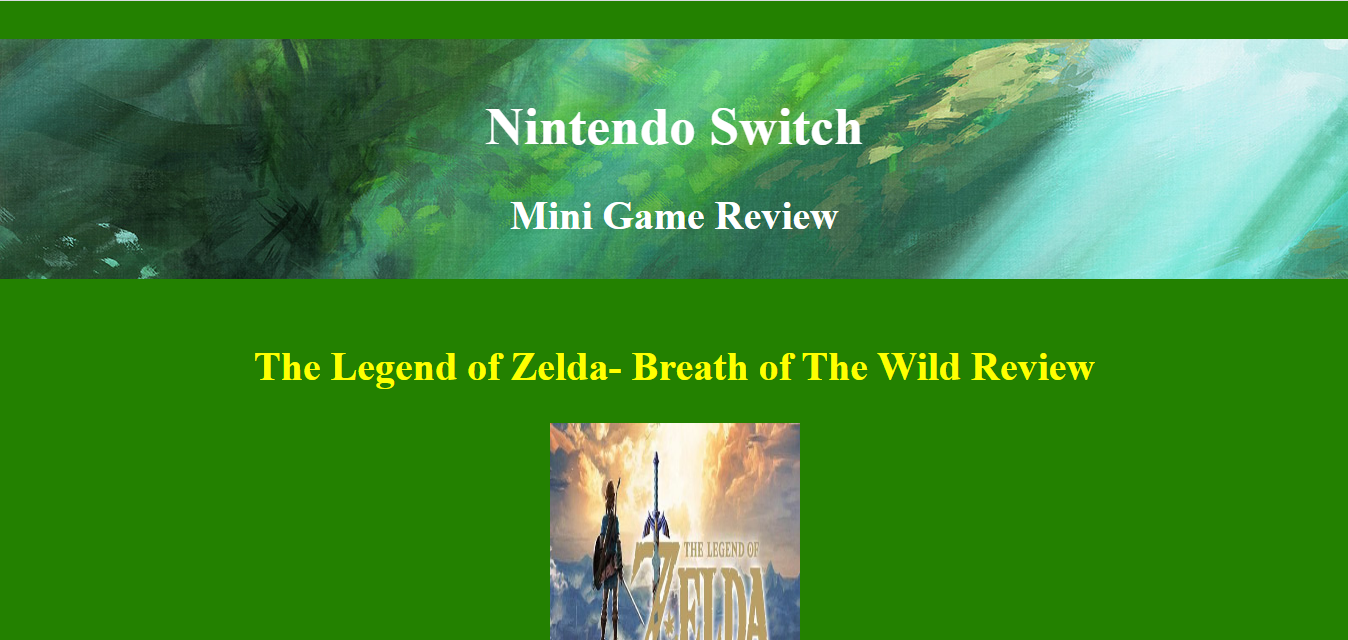 Nintendo Switch
Mini Game Review
The Legend of Zelda- Breath of The Wild Review
THE LEGEND OF
ZELDA